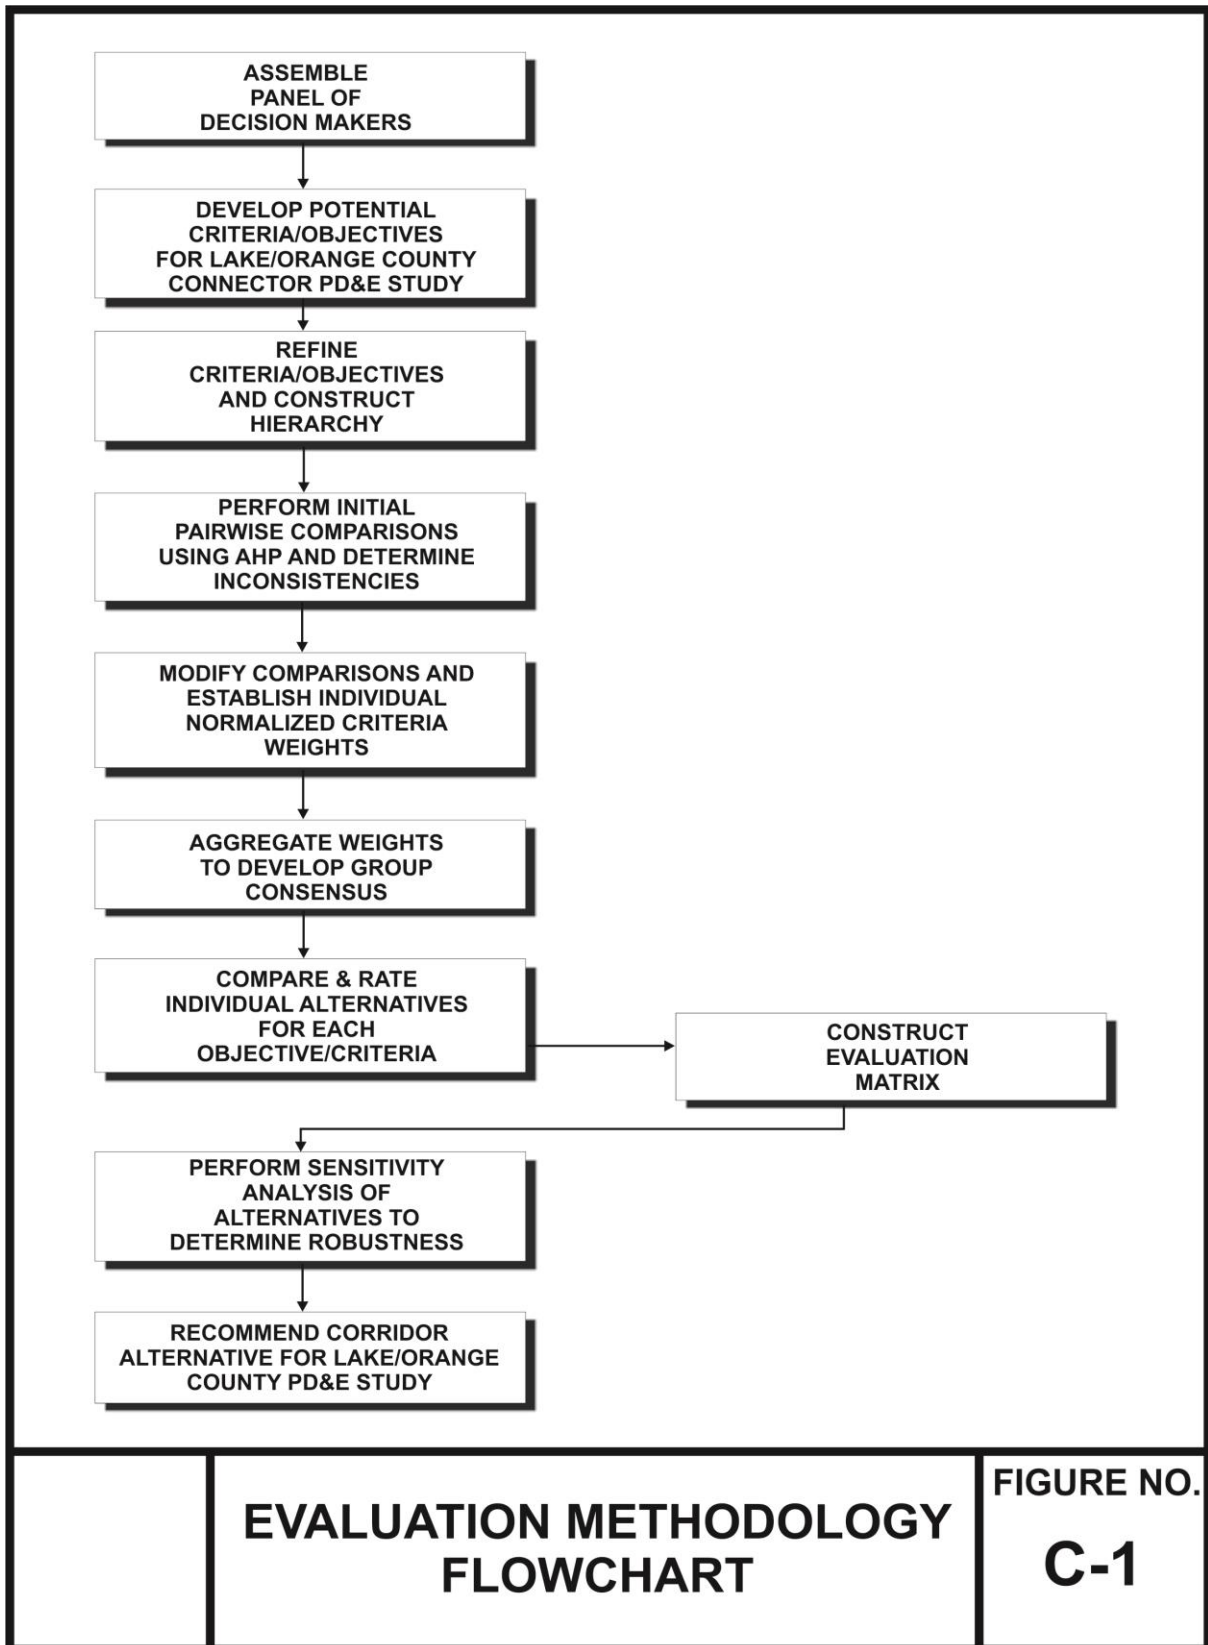 ASSEMBLE
PANEL OF
DECISION MAKERS
DEVELOP POTENTIAL
CRITERIA/OBJECTIVES
FOR LAKE/ORANGE COUNTY
CONNECTOR PD&E STUDY
REFINE
CRITERIA/OBJECTIVES
AND CONSTRUCT
HIERARCHY
PERFORM INITIAL
PAIRWISE COMPARISONS
USING AHP AND DETERMINE
INCONSISTENCIES
MODIFY COMPARISONS AND
ESTABLISH INDIVIDUAL
NORMALIZED CRITERIA
WEIGHTS
AGGREGATE WEIGHTS
TO DEVELOP GROUP
CONSENSUS
COMPARE & RATE
INDIVIDUAL ALTERNATIVES
FOR EACH
OBJECTIVE/CRITERIA
CONSTRUCT
EVALUATION
MATRIX
PERFORM SENSITIVITY
ANALYSIS OF
ALTERNATIVES TO
DETERMINE ROBUSTNESS
RECOMMEND CORRIDOR
ALTERNATIVE FOR LAKE/ORANGE
COUNTY PD&E STUDY
EVALUATION METHODOLOGY
FLOWCHART
FIGURE NO.
C-1